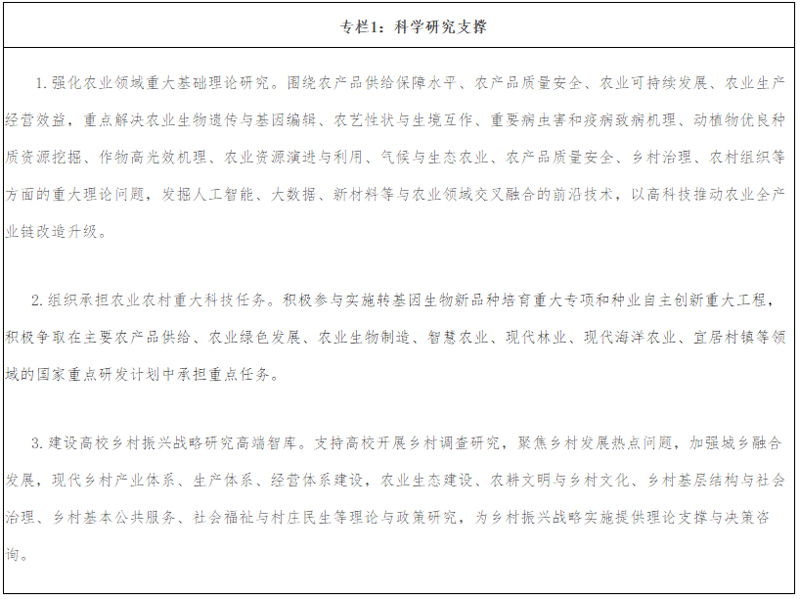 专栏1：科学研究支撑
1.强化农业领域重大基础理论研究。围绕农产品供给保障水平、农产品质量安全、农业可持续发展、农业生产
经营效益，重点解决农业生物遗传与基因编辑、农艺性状与生境互作、重要病虫害和疫病致病机理、动植物优良种
质资源挖掘、作物高光效机理、农业资源演进与利用、气候与生态农业、农产品质量安全、乡村治理、农村组织等
方面的重大理论问题，发掘人工智能、大数据、新材料等与农业领域交叉融合的前沿技术，以高科技推动农业全产
业链改造升级。
2.组织承担农业农村重大科技任务。积极参与实施转基因生物新品种培育重大专项和种业自主创新重大工程，
积极争取在主要农产品供给、农业绿色发展、农业生物制造、智慧农业、现代林业、现代海洋农业、宜居村镇等领
域的国家重点研发计划中承担重点任务。
3.建设高校乡村振兴战略研究高端智库。支持高校开展乡村调查研究，聚焦乡村发展热点问题，加强城乡融合
发展，现代乡村产业体系、生产体系、经营体系建设，农业生态建设、农耕文明与乡村文化、乡村基层结构与社会
治理、乡村基本公共服务、社会福祉与村庄民生等理论与政策研究，为乡村振兴战略实施提供理论支撑与决策咨
询。